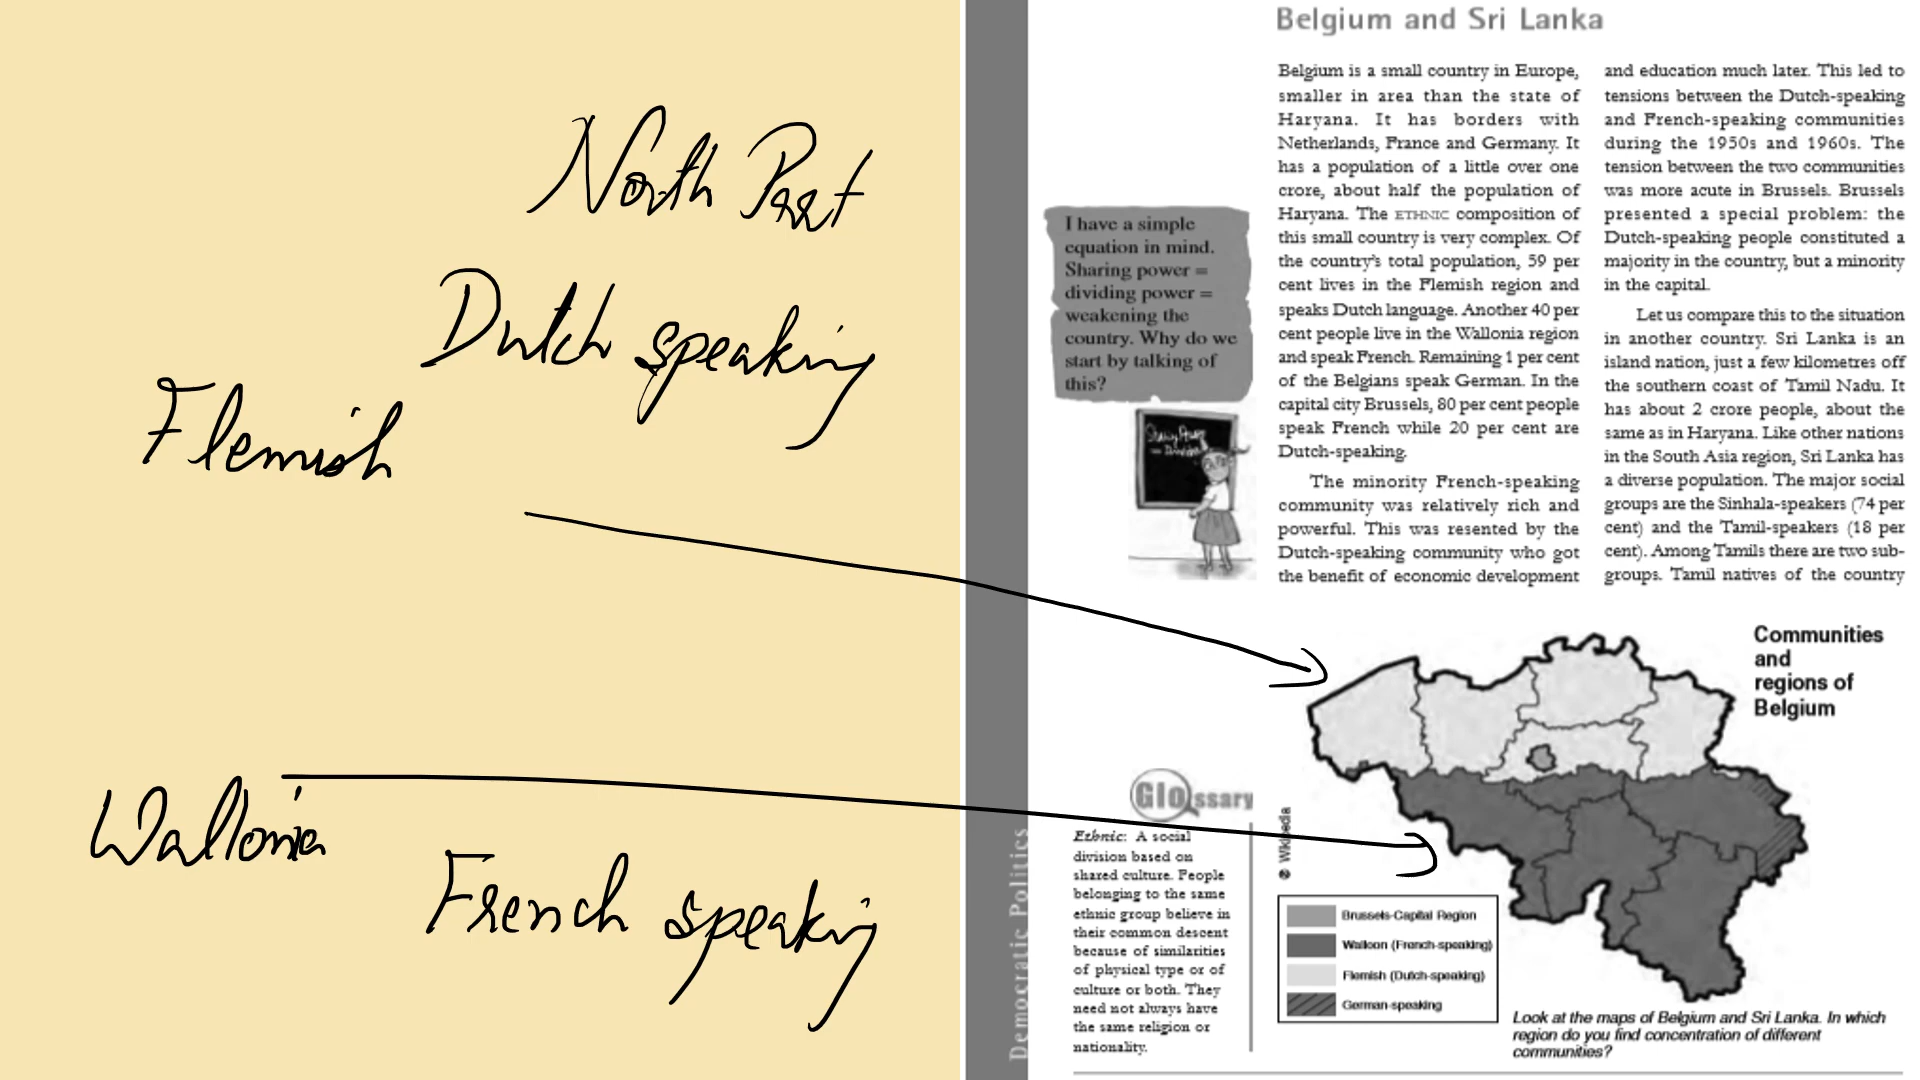 North Part
Dutch speaking
Flemish
Wallonia
French speaking
Belgium and Sri Lanka
Belgium is a small country in Europe,
smaller in area than the state of
Haryana. It has borders with
Netherlands, France and Germany. It
has a population of a little over one
crore, about half the population of
Haryana. The ETHNIC composition of
this small country is very complex. Of
the country's total population, 59 per
cent lives in the Flemish region and
speaks Dutch language. Another 40 per
cent people live in the Wallonia region
and speak French. Remaining 1 per cent
of the Belgians speak German. In the
capital city Brussels, 80 per cent people
speak French while 20 per cent are
Dutch-speaking.
The minority French-speaking
community was relatively rich and
powerful. This was resented by the
Dutch-speaking community who got
the benefit of economic development
and education much later. This led to
tensions between the Dutch-speaking
and French-speaking communities
during the 1950s and 1960s. The
tension between the two communities
was more acute in Brussels. Brussels
presented a special problem: the
Dutch-speaking people constituted a
majority in the country, but a minority
in the capital.
Let us compare this to the situation
in another country. Sri Lanka is an
island nation, just a few kilometres off
the southern coast of Tamil Nadu. It
has about 2 crore people, about the
same as in Haryana. Like other nations
in the South Asia region, Sri Lanka has
a diverse population. The major social
groups are the Sinhala-speakers (74 per
cent) and the Tamil-speakers (18 per
cent). Among Tamils there are two sub-
groups. Tamil natives of the country
I have a simple
equation in mind.
Sharing power =
dividing power =
weakening the
country. Why do we
start by talking of
this?
Glossary
Ethnic: A social
division based on
shared culture. People
belonging to the same
ethnic group believe in
their common descent
because of similarities
of physical type or of
culture or both. They
need not always have
the same religion or
nationality.
Democratic Politics
Communities
and
regions of
Belgium
© Wikipedia
Brussels-Capital Region
Walloon (French-speaking)
Flemish (Dutch-speaking)
German-speaking
Look at the maps of Belgium and Sri Lanka. In which
region do you find concentration of different
communities?